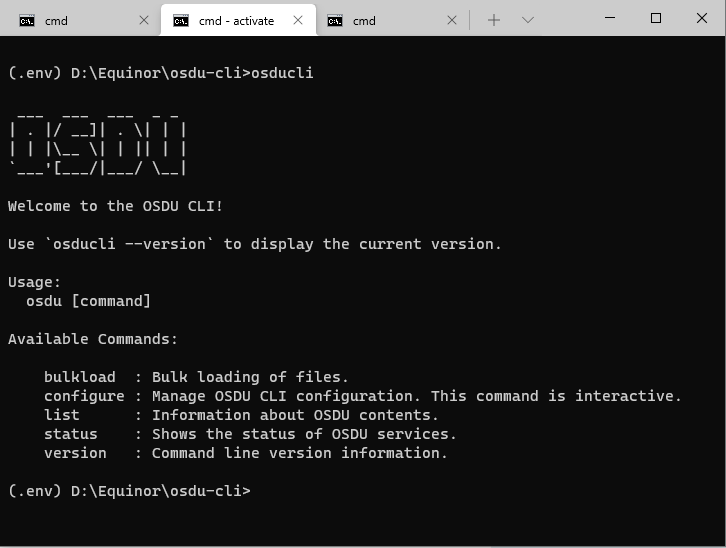 cmd
cmd - activate
cmd
(.env) D:\Equinor\osdu-cli>osducli
 ___  ___  ___  _ _
| . |/ __]| . \| | |
| | |\__ \| | || | |
`___'[___/|___/ \__|
Welcome to the OSDU CLI!
Use `osducli --version` to display the current version.
Usage:
  osdu [command]
Available Commands:
    bulkload  : Bulk loading of files.
    configure : Manage OSDU CLI configuration. This command is interactive.
    list      : Information about OSDU contents.
    status    : Shows the status of OSDU services.
    version   : Command line version information.
(.env) D:\Equinor\osdu-cli>